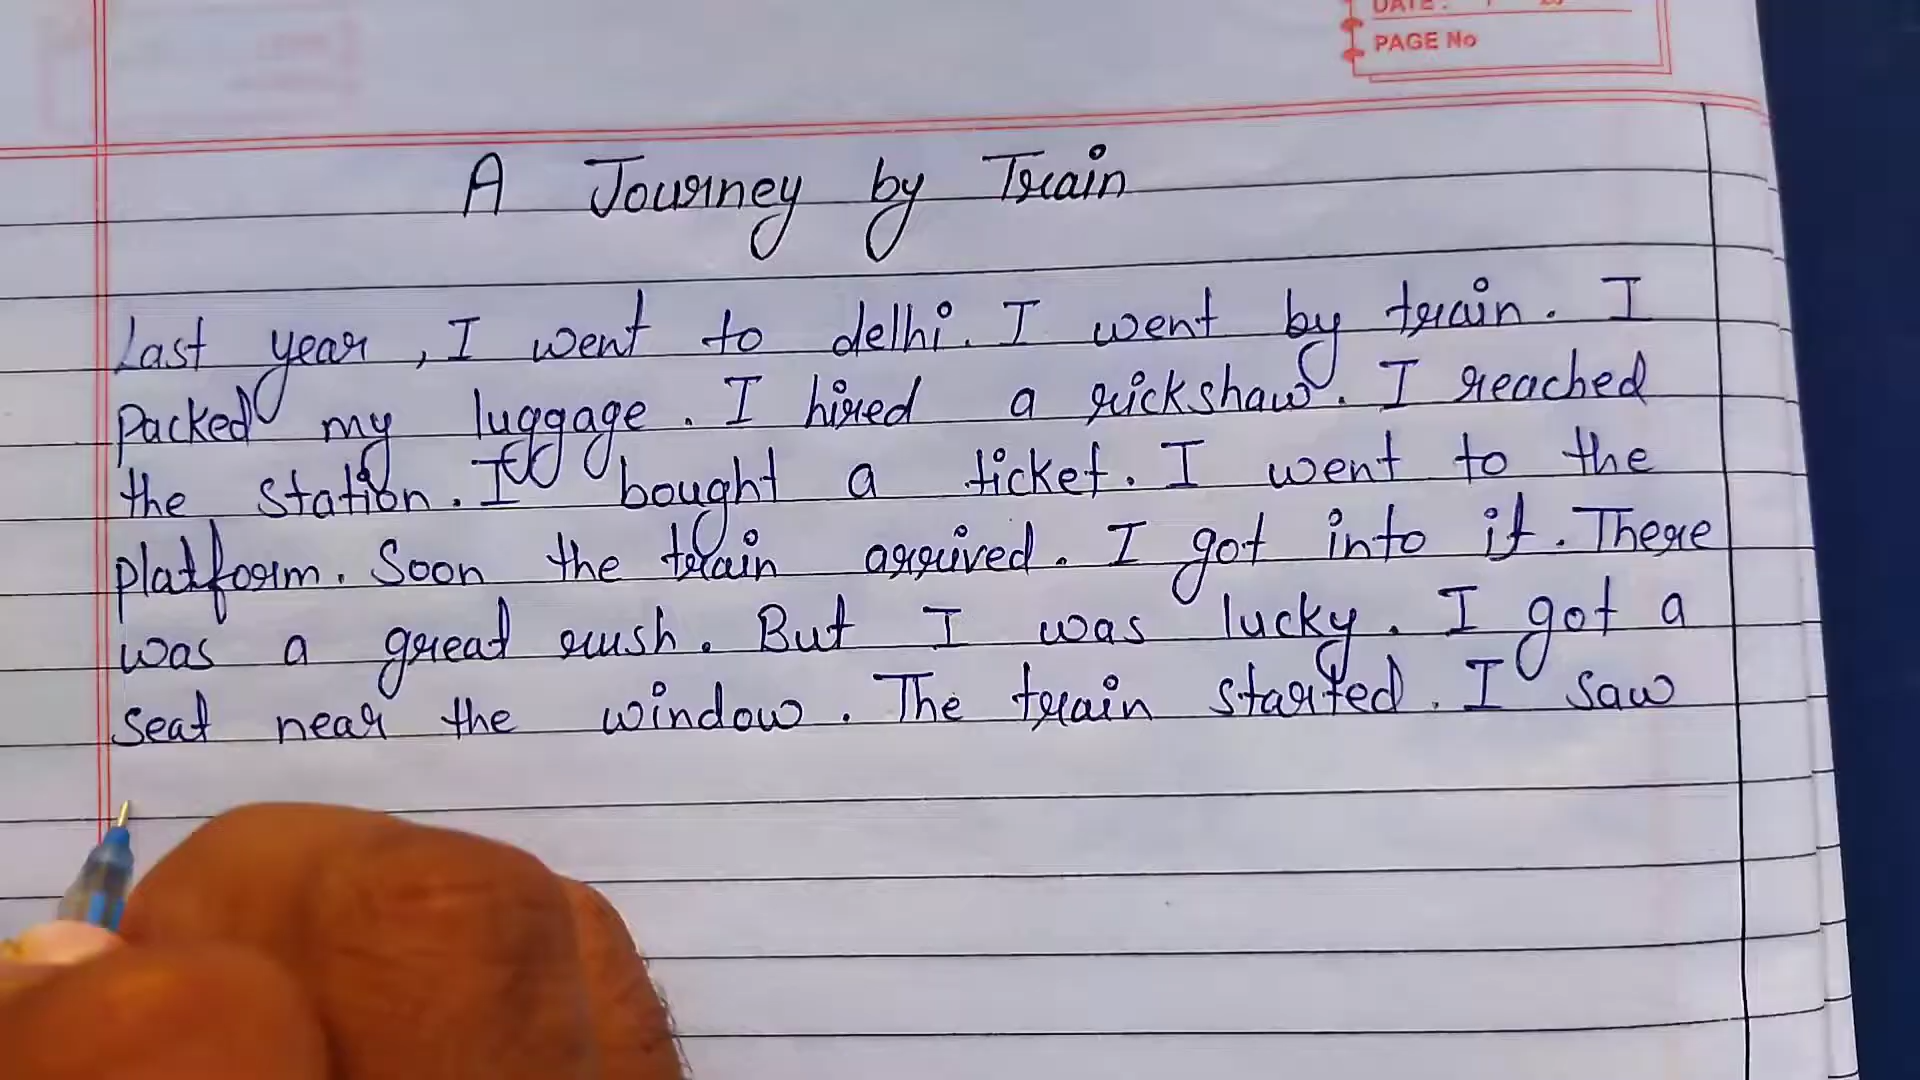 DATE:
PAGE No
A Journey by Train
Last year, I went to delhi. I went by train. I
Packed my luggage. I hired a rickshaw. I reached
the station. I bought a ticket. I went to the
platform. Soon the train arrived. I got into it. There
was a great rush. But I was lucky. I got a
seat near the window. The train started. I saw